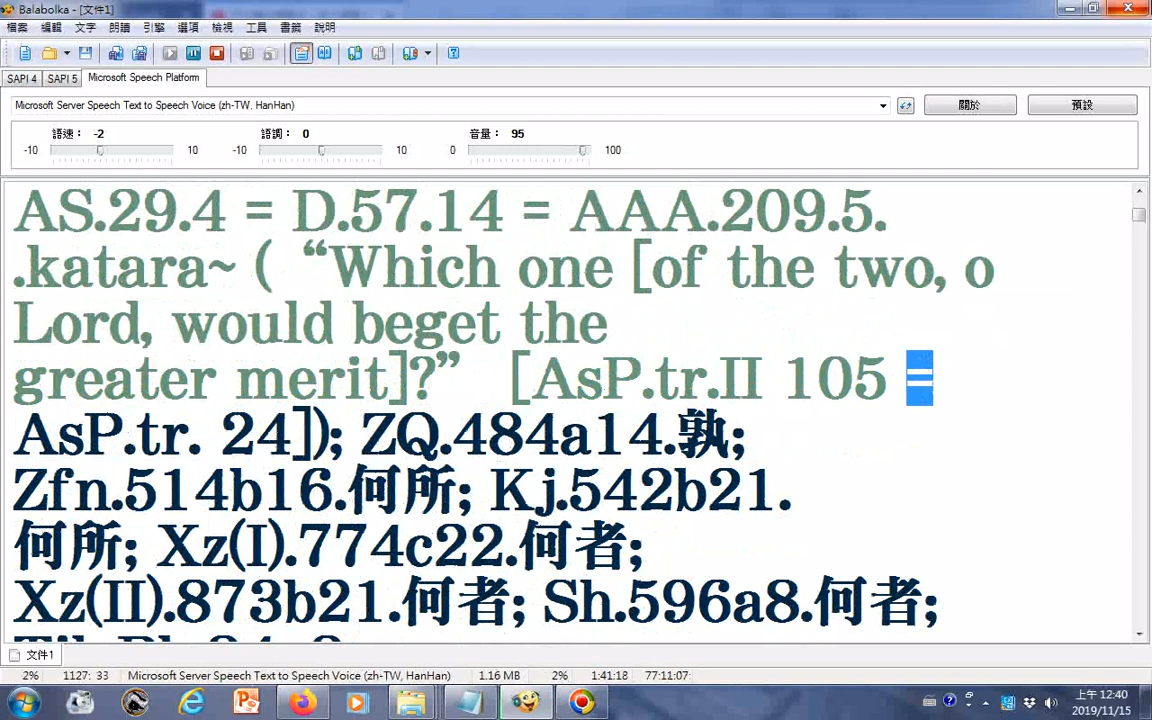 Balabolka - [文件1]
檔案 編輯 文字 朗讀 引擎 選項 檢視 工具 書籤 說明
SAPI 4 SAPI 5 Microsoft Speech Platform
Microsoft Server Speech Text to Speech Voice (zh-TW, HanHan) 關於 預設
語速: -2 語調: 0 音量: 95
-10 10 -10 10 0 100
AS.29.4 = D.57.14 = AAA.209.5.
.katara~ ( “Which one [of the two, o
Lord, would beget the
greater merit]?” [AsP.tr.II 105 =
AsP.tr. 24]); ZQ.484a14.孰;
Zfn.514b16.何所; Kj.542b21.
何所; Xz(I).774c22.何者;
Xz(II).873b21.何者; Sh.596a8.何者;
文件1
2% 1127: 33 Microsoft Server Speech Text to Speech Voice (zh-TW, HanHan) 1.16 MB 2% 1:41:18 77:11:07
上午 12:40
2019/11/15